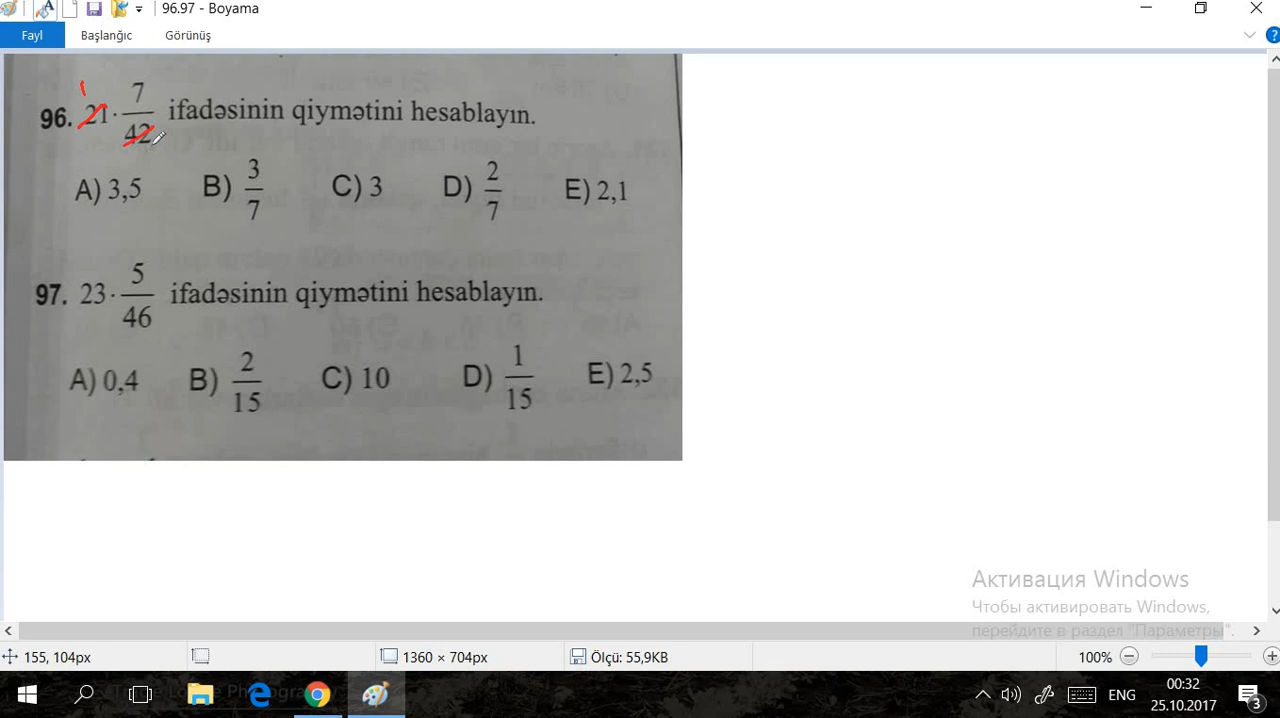 96.97 - Boyama
Fayl Başlanğıc Görünüş
1
96. 21 · 7/42 ifadəsinin qiymətini hesablayın.
A) 3,5 B) 3/7 C) 3 D) 2/7 E) 2,1
97. 23 · 5/46 ifadəsinin qiymətini hesablayın.
A) 0,4 B) 2/15 C) 10 D) 1/15 E) 2,5
Активация Windows
Чтобы активировать Windows,
перейдите в раздел "Параметры".
155, 104px 1360 × 704px Ölçü: 55,9KB 100%
ENG 00:32
25.10.2017
3